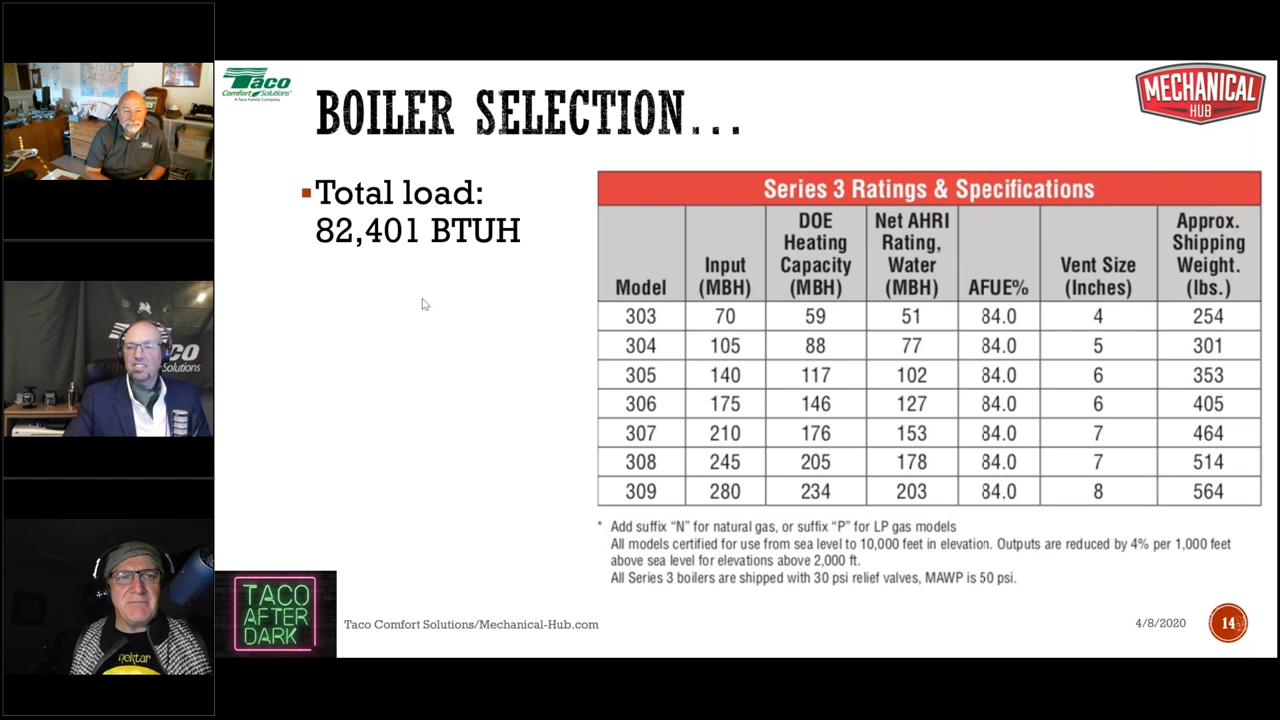 Taco
Comfort Solutions
A Taco Family Company
BOILER SELECTION...
MECHANICAL
HUB
Total load:
82,401 BTUH
Series 3 Ratings & Specifications
Model Input (MBH) DOE Heating Capacity (MBH) Net AHRI Rating, Water (MBH) AFUE% Vent Size (Inches) Approx. Shipping Weight. (lbs.)
303 70 59 51 84.0 4 254
304 105 88 77 84.0 5 301
305 140 117 102 84.0 6 353
306 175 146 127 84.0 6 405
307 210 176 153 84.0 7 464
308 245 205 178 84.0 7 514
309 280 234 203 84.0 8 564
* Add suffix “N” for natural gas, or suffix “P” for LP gas models
All models certified for use from sea level to 10,000 feet in elevation. Outputs are reduced by 4% per 1,000 feet
above sea level for elevations above 2,000 ft.
All Series 3 boilers are shipped with 30 psi relief valves, MAWP is 50 psi.
TACO
AFTER
DARK
Taco Comfort Solutions/Mechanical-Hub.com
4/8/2020
14
aco
Solutions
nektar